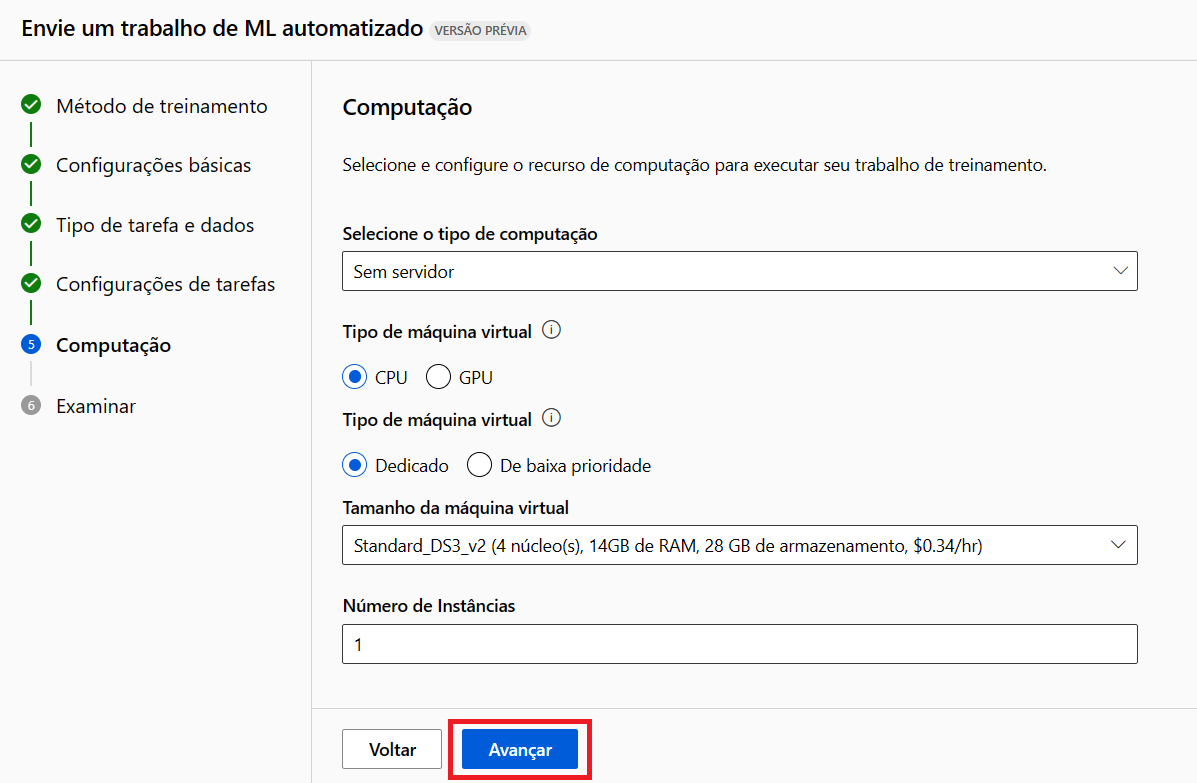 Envie um trabalho de ML automatizado VERSÃO PRÉVIA
Método de treinamento
Configurações básicas
Tipo de tarefa e dados
Configurações de tarefas
5 Computação
6 Examinar
Computação
Selecione e configure o recurso de computação para executar seu trabalho de treinamento.
Selecione o tipo de computação
Sem servidor
Tipo de máquina virtual
CPU GPU
Tipo de máquina virtual
Dedicado De baixa prioridade
Tamanho da máquina virtual
Standard_DS3_v2 (4 núcleo(s), 14GB de RAM, 28 GB de armazenamento, $0.34/hr)
Número de Instâncias
1
Voltar Avançar